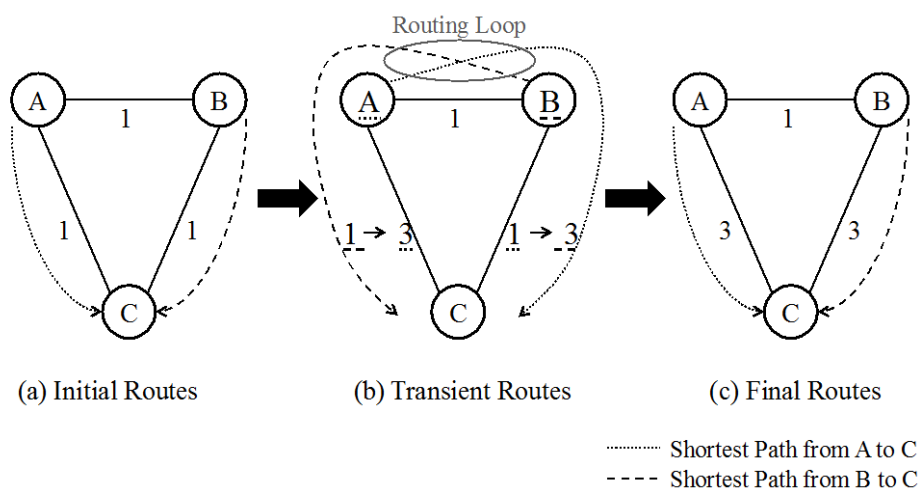 Routing Loop
A
B
1
1
1
C
A
B
1
1 → 3
1 → 3
C
A
B
1
3
3
C
(a) Initial Routes
(b) Transient Routes
(c) Final Routes
Shortest Path from A to C
Shortest Path from B to C